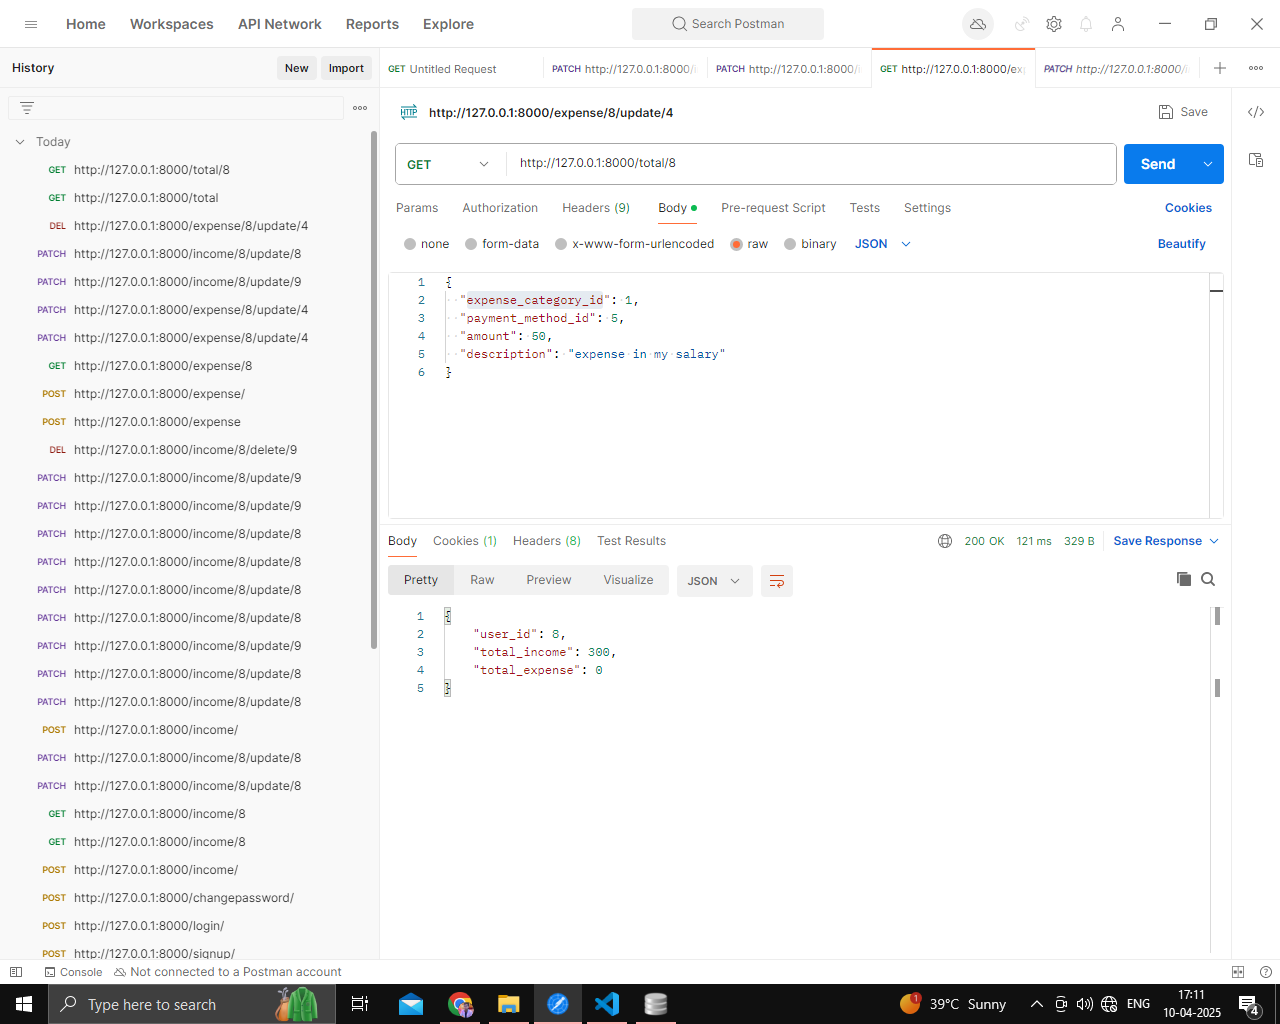 Home Workspaces API Network Reports Explore Search Postman
History New Import
GET Untitled Request PATCH http://127.0.0.1:8000/ PATCH http://127.0.0.1:8000/ GET http://127.0.0.1:8000/ex PATCH http://127.0.0.1:8000/
HTTP http://127.0.0.1:8000/expense/8/update/4 Save
Today
GET http://127.0.0.1:8000/total/8
GET http://127.0.0.1:8000/total
DEL http://127.0.0.1:8000/expense/8/update/4
PATCH http://127.0.0.1:8000/income/8/update/8
PATCH http://127.0.0.1:8000/income/8/update/9
PATCH http://127.0.0.1:8000/expense/8/update/4
PATCH http://127.0.0.1:8000/expense/8/update/4
GET http://127.0.0.1:8000/expense/8
POST http://127.0.0.1:8000/expense/
POST http://127.0.0.1:8000/expense
DEL http://127.0.0.1:8000/income/8/delete/9
PATCH http://127.0.0.1:8000/income/8/update/9
PATCH http://127.0.0.1:8000/income/8/update/9
PATCH http://127.0.0.1:8000/income/8/update/8
PATCH http://127.0.0.1:8000/income/8/update/8
PATCH http://127.0.0.1:8000/income/8/update/8
PATCH http://127.0.0.1:8000/income/8/update/8
PATCH http://127.0.0.1:8000/income/8/update/9
PATCH http://127.0.0.1:8000/income/8/update/8
PATCH http://127.0.0.1:8000/income/8/update/8
POST http://127.0.0.1:8000/income/
PATCH http://127.0.0.1:8000/income/8/update/8
PATCH http://127.0.0.1:8000/income/8/update/8
GET http://127.0.0.1:8000/income/8
GET http://127.0.0.1:8000/income/8
POST http://127.0.0.1:8000/income/
POST http://127.0.0.1:8000/changepassword/
POST http://127.0.0.1:8000/login/
POST http://127.0.0.1:8000/signup/
GET http://127.0.0.1:8000/total/8 Send
Params Authorization Headers (9) Body Pre-request Script Tests Settings Cookies
none form-data x-www-form-urlencoded raw binary JSON Beautify
1 {
2 "expense_category_id": 1,
3 "payment_method_id": 5,
4 "amount": 50,
5 "description": "expense in my salary"
6 }
Body Cookies (1) Headers (8) Test Results 200 OK 121 ms 329 B Save Response
Pretty Raw Preview Visualize JSON
1 {
2 "user_id": 8,
3 "total_income": 300,
4 "total_expense": 0
5 }
Console Not connected to a Postman account
Type here to search 1 39°C Sunny ENG 17:11
10-04-2025 4